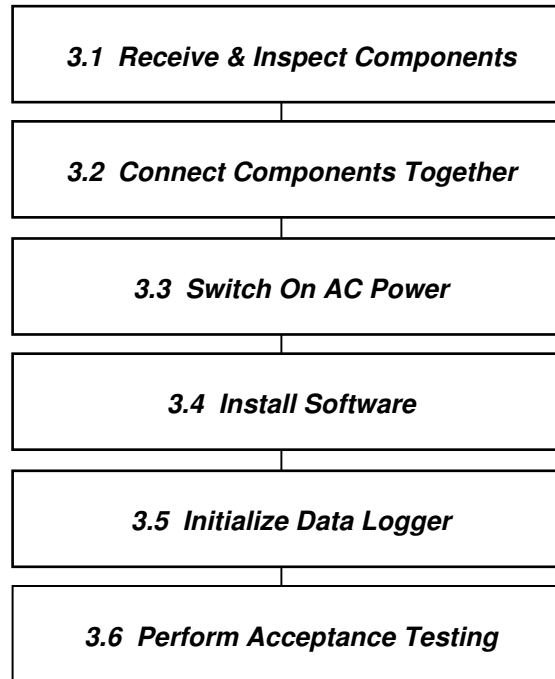 3.1 Receive & Inspect Components
3.2 Connect Components Together
3.3 Switch On AC Power
3.4 Install Software
3.5 Initialize Data Logger
3.6 Perform Acceptance Testing